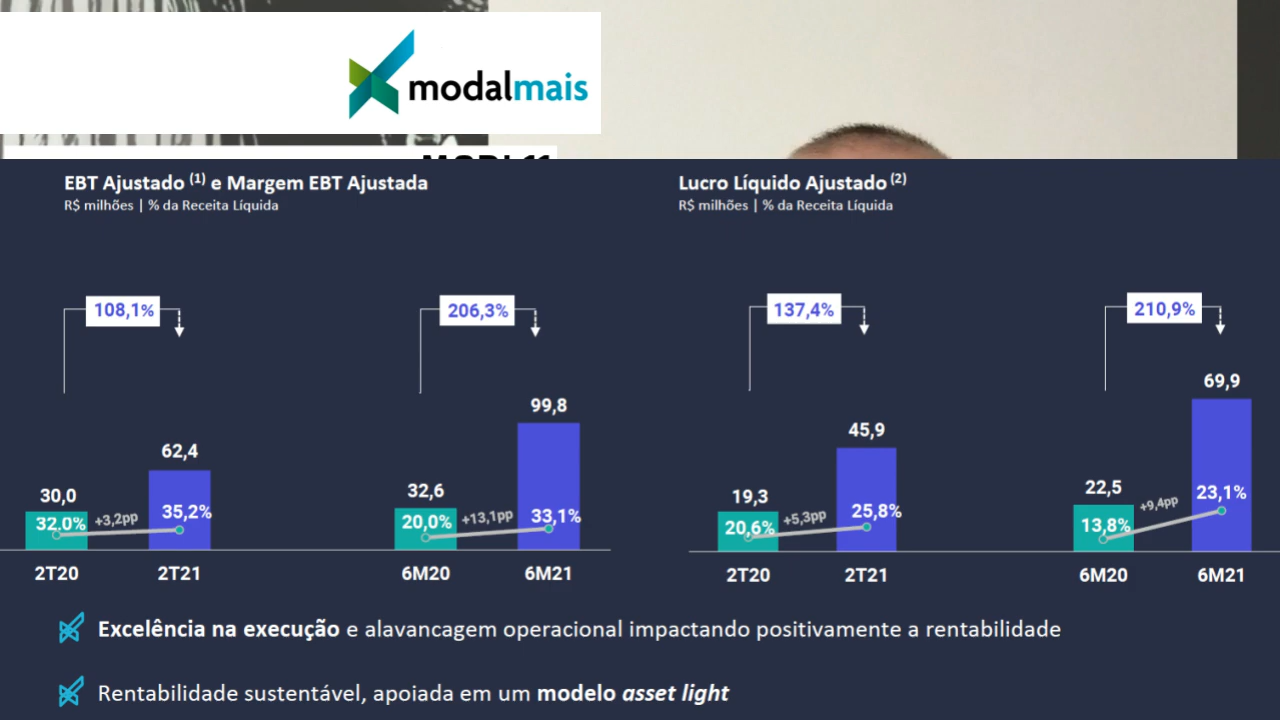 modalmais
EBT Ajustado (1) e Margem EBT Ajustada
R$ milhões | % da Receita Líquida
108,1%
206,3%
30,0
62,4
32,6
99,8
32,0%
+3,2pp
35,2%
20,0%
+13,1pp
33,1%
2T20
2T21
6M20
6M21
Lucro Líquido Ajustado (2)
R$ milhões | % da Receita Líquida
137,4%
210,9%
19,3
45,9
22,5
69,9
20,6%
+5,3pp
25,8%
13,8%
+9,4pp
23,1%
2T20
2T21
6M20
6M21
Excelência na execução e alavancagem operacional impactando positivamente a rentabilidade
Rentabilidade sustentável, apoiada em um modelo asset light